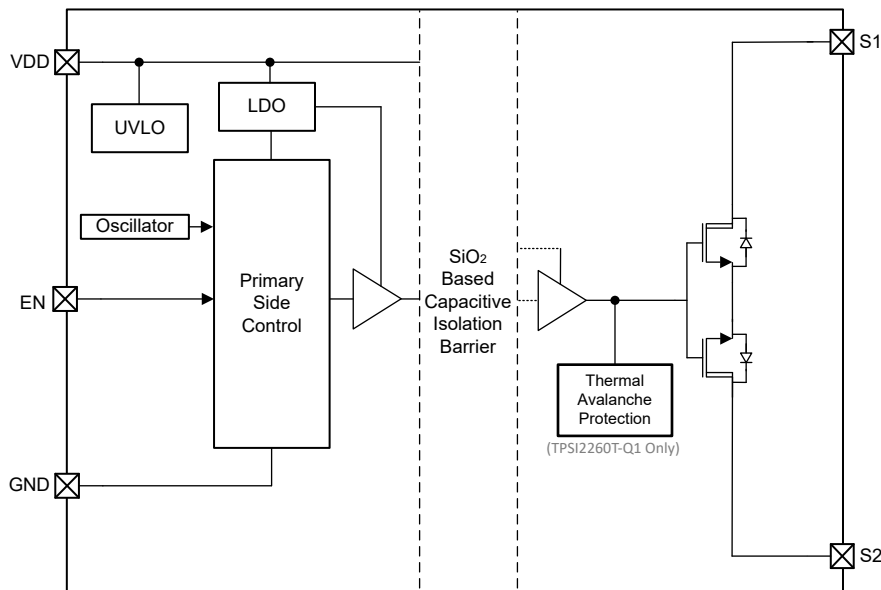 VDD
S1
LDO
UVLO
Oscillator
EN
Primary
Side
Control
SiO2
Based
Capacitive
Isolation
Barrier
Thermal
Avalanche
Protection
(TPSI2260T-Q1 Only)
GND
S2